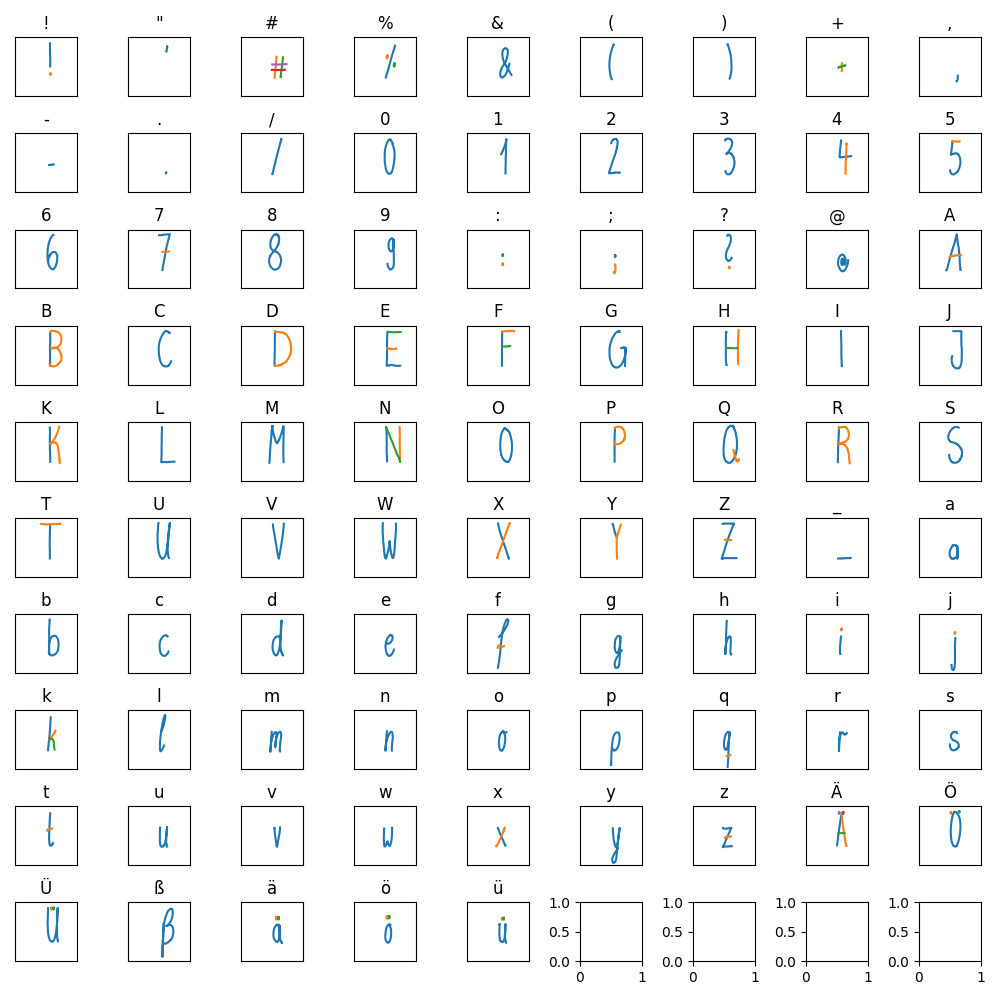 ! " # % & ( ) + ,
! ' # % & ( ) + ,
- . / 0 1 2 3 4 5
- . / 0 1 2 3 4 5
6 7 8 9 : ; ? @ A
6 7 8 9 : ; ? @ A
B C D E F G H I J
B C D E F G H I J
K L M N O P Q R S
K L M N O P Q R S
T U V W X Y Z _ a
T U V W X Y Z _ a
b c d e f g h i j
b c d e f g h i j
k l m n o p q r s
k l m n o p q r s
t u v w x y z Ä Ö
t u v w x y z Ä Ö
Ü ß ä ö ü
Ü ß ä ö ü
1.0 1.0 1.0 1.0
0.5 0.5 0.5 0.5
0.0 0.0 0.0 0.0
0 1 0 1 0 1 0 1